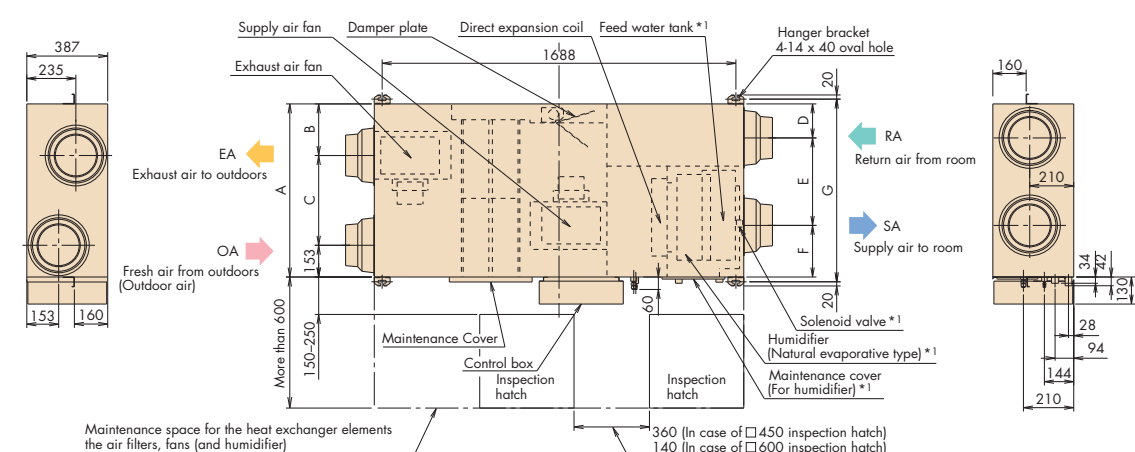 Supply air fan
Damper plate
Direct expansion coil
Feed water tank *1
Hanger bracket
4-14 x 40 oval hole
387
235
Exhaust air fan
1688
20
160
B
D
EA
Exhaust air to outdoors
RA
Return air from room
A
C
E
G
210
OA
Fresh air from outdoors
(Outdoor air)
SA
Supply air to room
153
F
34
42
130
153
160
More than 600
150–250
Maintenance Cover
Control box
60
20
Solenoid valve *1
Humidifier
(Natural evaporative type) *1
Maintenance cover
(For humidifier) *1
28
94
144
210
Inspection
hatch
Inspection
hatch
Maintenance space for the heat exchanger elements
the air filters, fans (and humidifier)
360 (In case of □450 inspection hatch)
140 (In case of □600 inspection hatch)